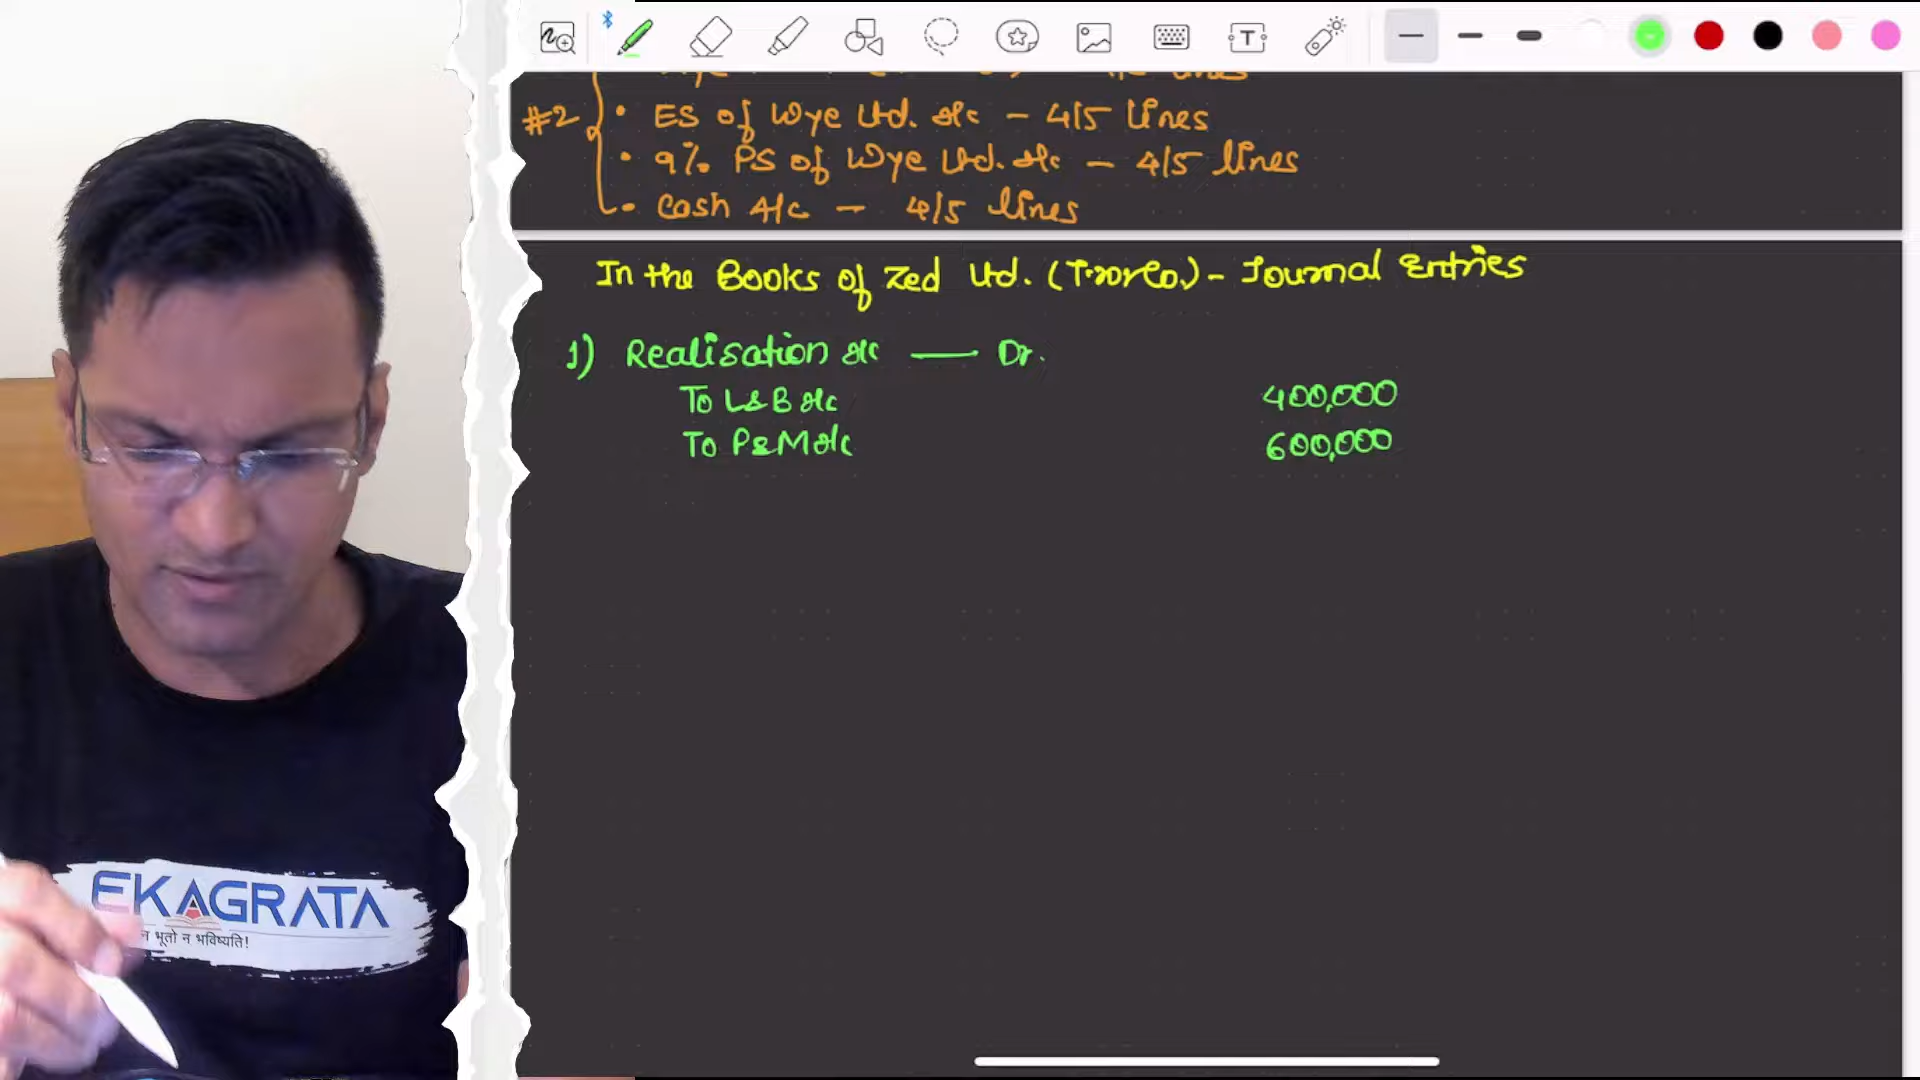 #2
• ES of Wye Ltd. A/c - 4/5 lines
• 9% PS of Wye Ltd. A/c - 4/5 lines
• Cash A/c - 4/5 lines
In the Books of Zed Ltd. (T.ror Co.) - Journal Entries
1) Realisation A/c — Dr.
To L&B A/c 400,000
To P&M A/c 600,000
EKAGRATA
न भूतो न भविष्यति!